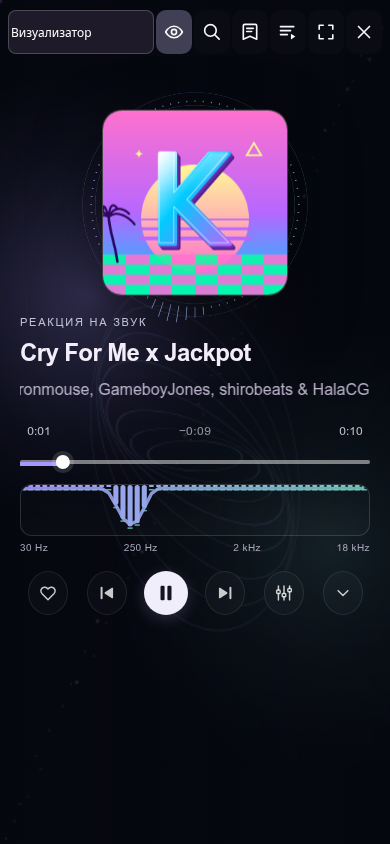 Визуализатор
K
РЕАКЦИЯ НА ЗВУК
Cry For Me x Jackpot
ronmouse, GameboyJones, shirobeats & HalaCG
0:01 −0:09 0:10
30 Hz 250 Hz 2 kHz 18 kHz